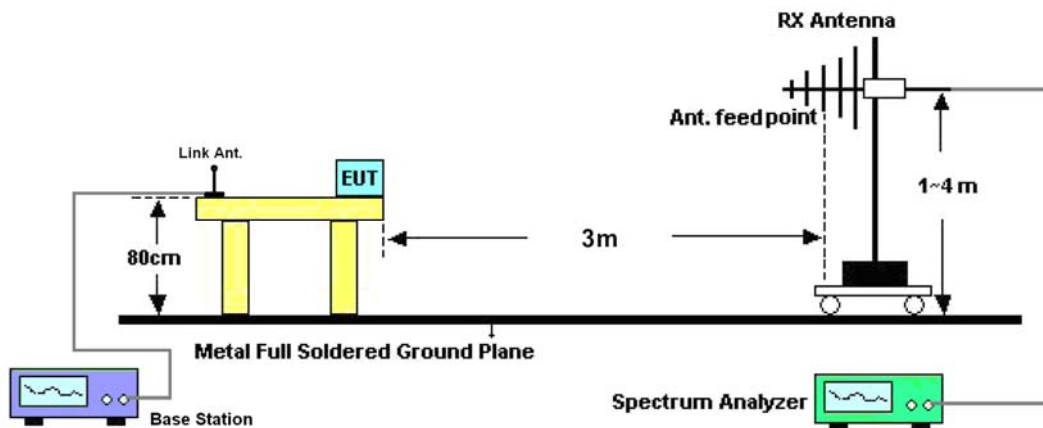 RX Antenna
Ant. feedpoint
Link Ant.
EUT
1~4 m
3m
80cm
Metal Full Soldered Ground Plane
Base Station
Spectrum Analyzer